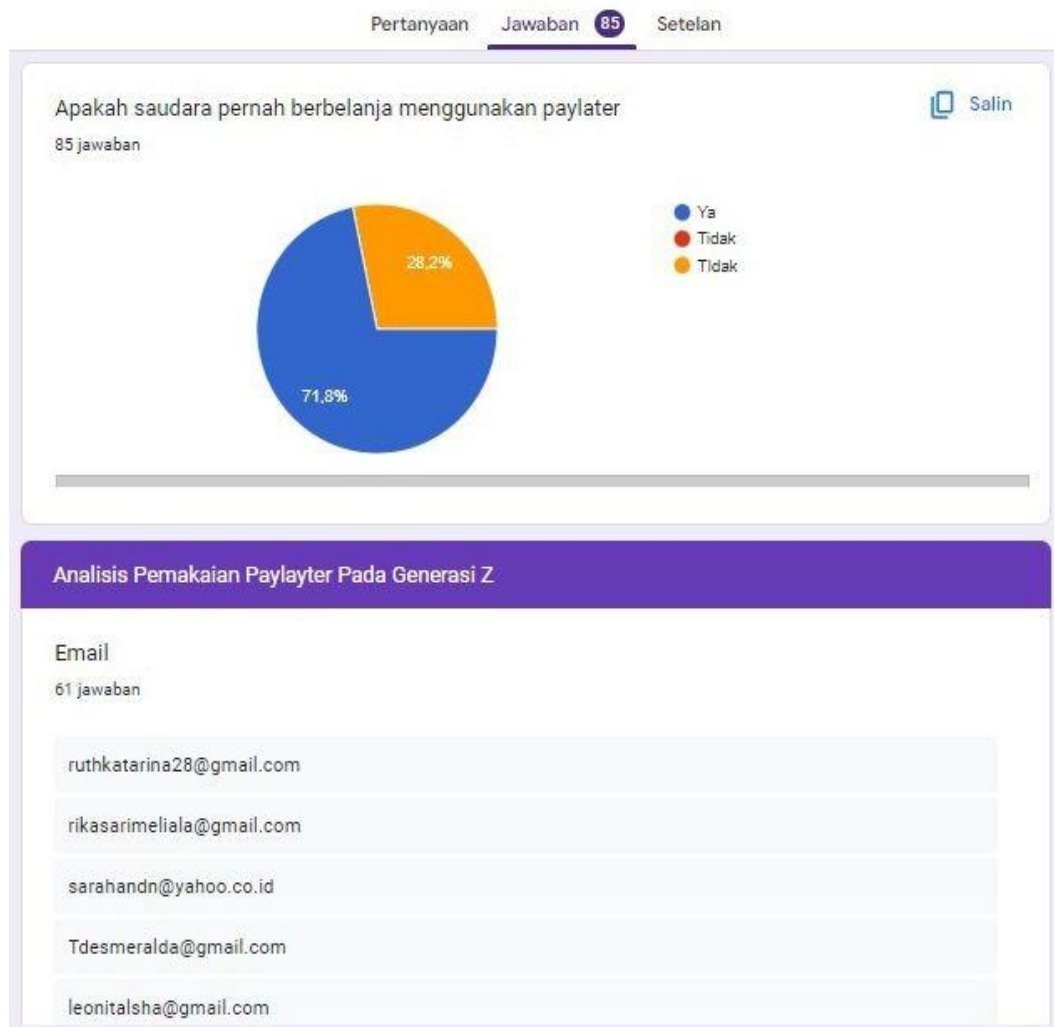 Pertanyaan Jawaban 85 Setelan
Apakah saudara pernah berbelanja menggunakan paylater
Salin
85 jawaban
Ya
Tidak
TIdak
28,2%
71,8%
Analisis Pemakaian Paylayter Pada Generasi Z
Email
61 jawaban
ruthkatarina28@gmail.com
rikasarimeliala@gmail.com
sarahandn@yahoo.co.id
Tdesmeralda@gmail.com
leonitalsha@gmail.com